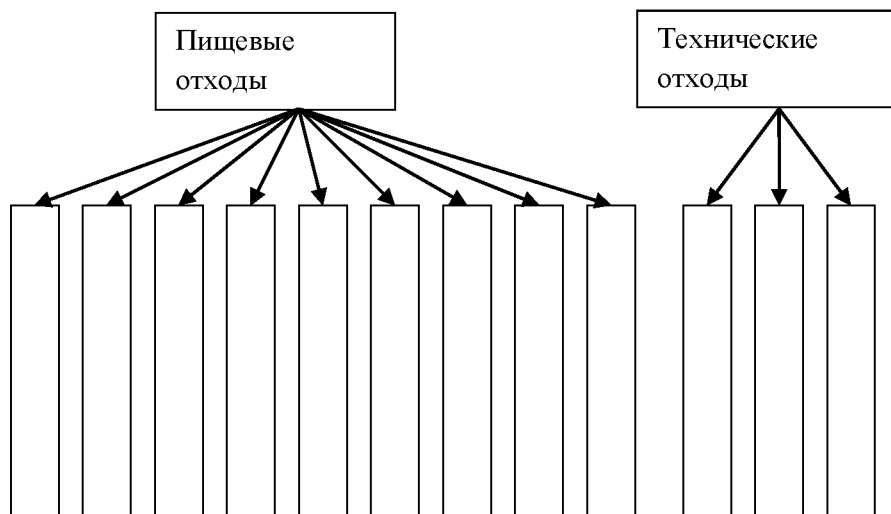 Пищевые
отходы
Технические
отходы